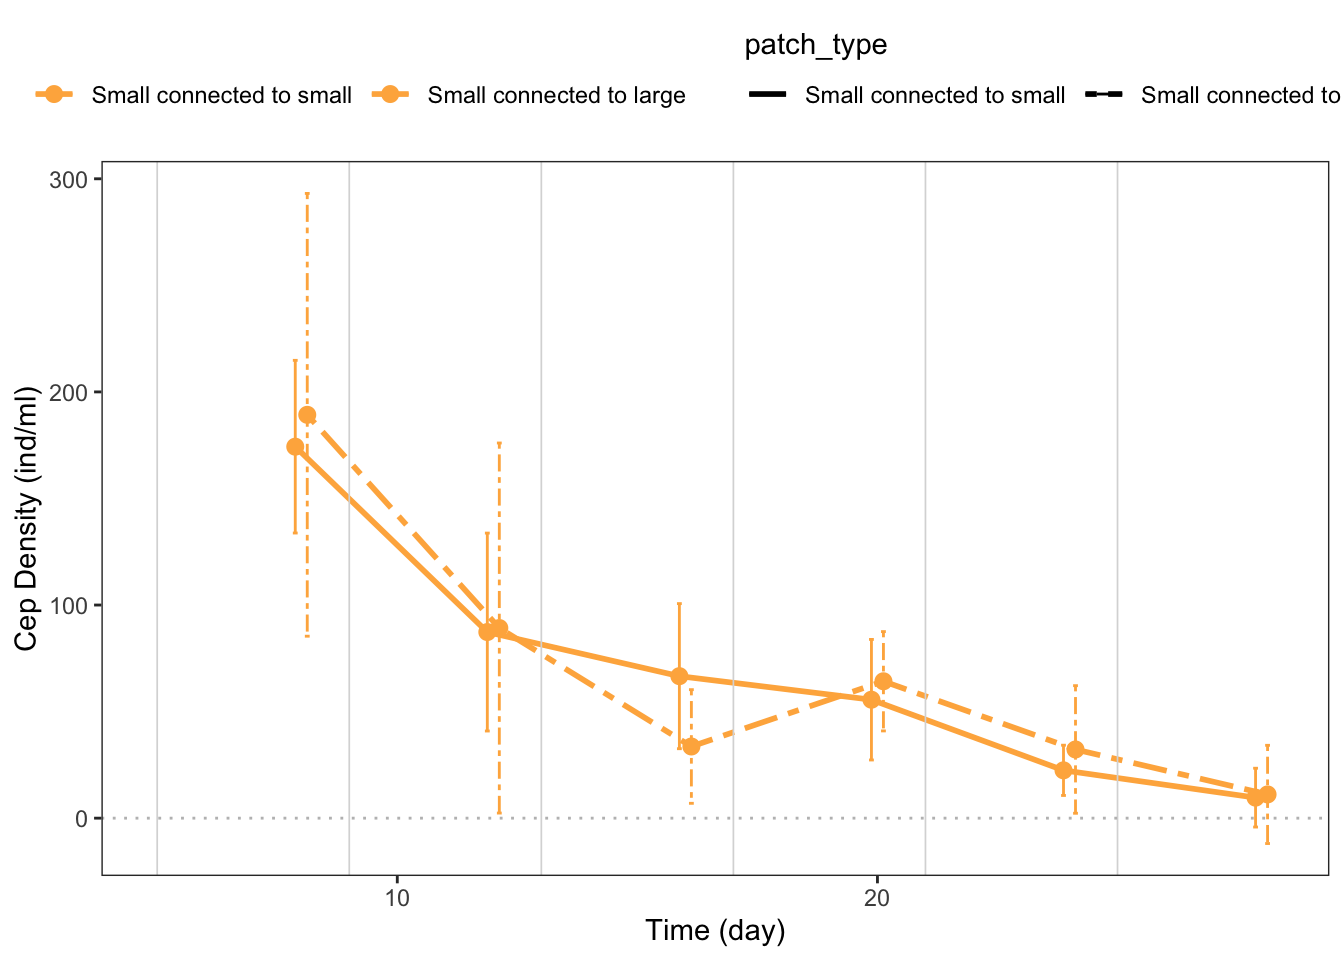 patch_type
Small connected to small Small connected to large Small connected to small Small connected to
300
200
100
0
Cep Density (ind/ml)
10 20
Time (day)